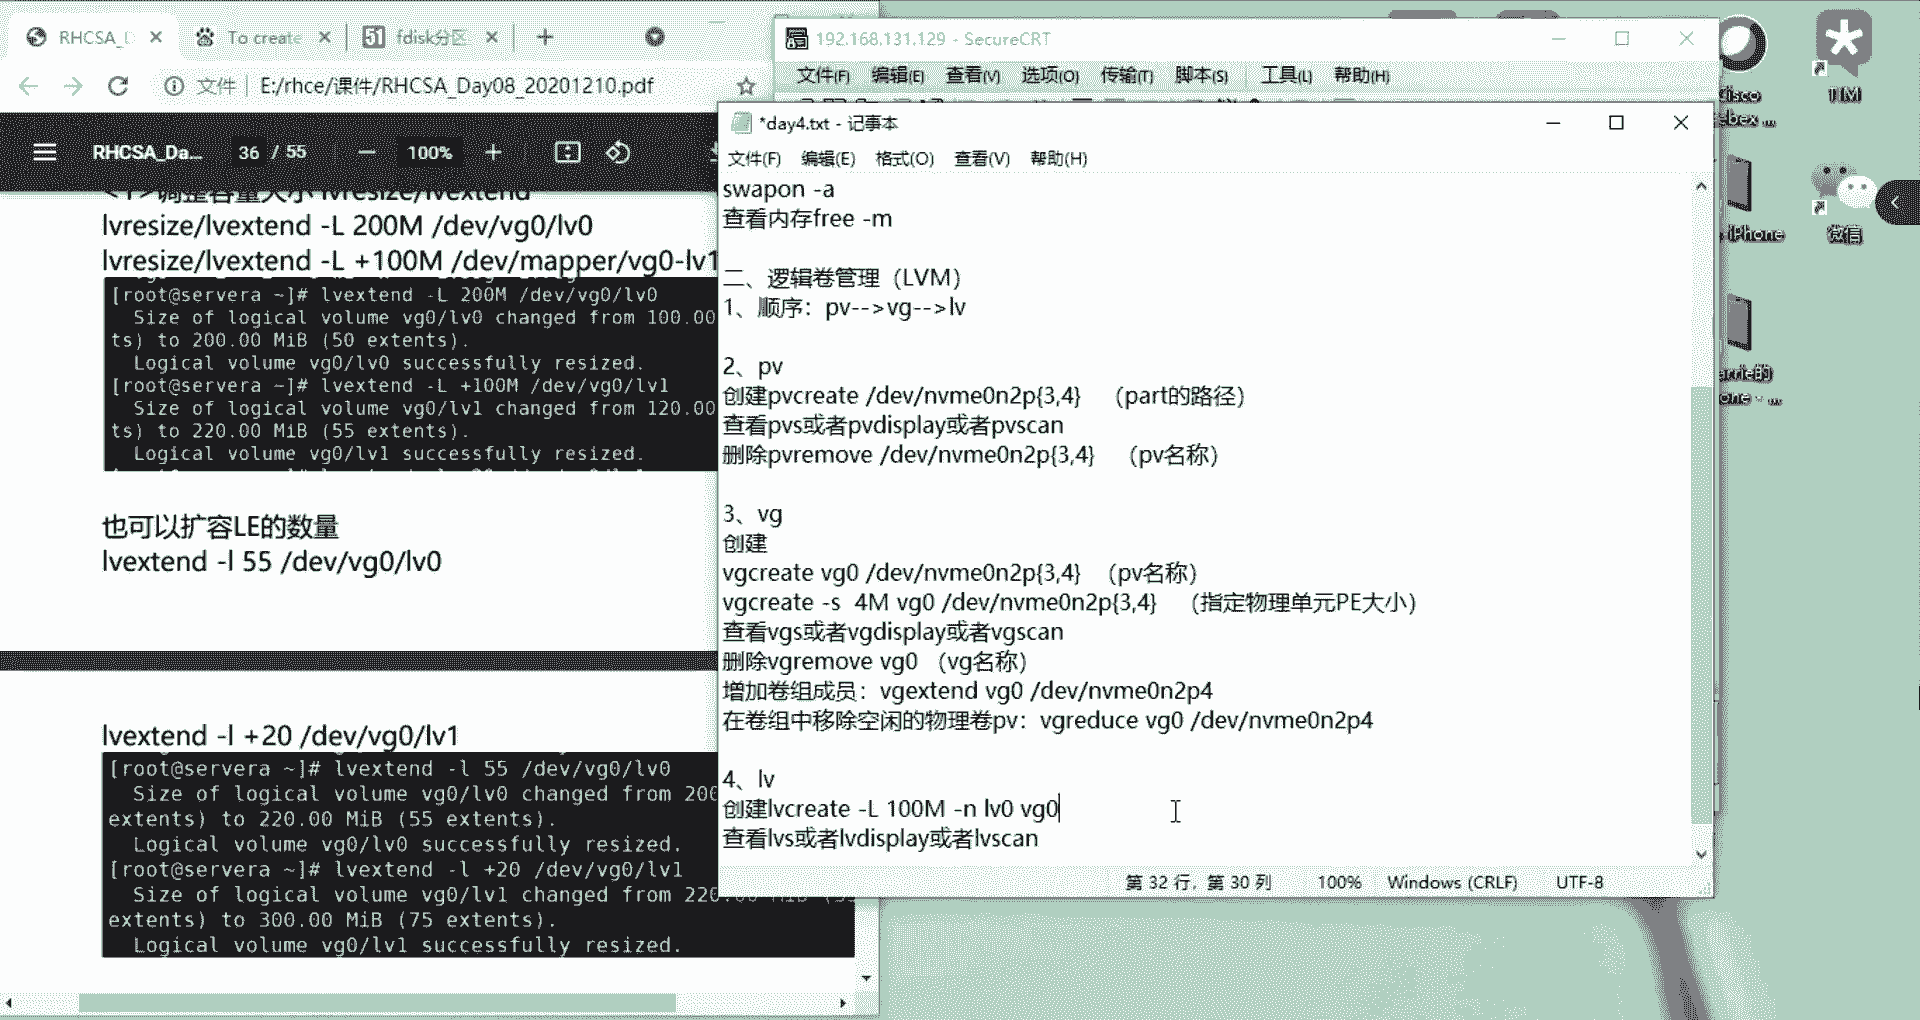 RHCSA_D
To create
51 fdisk分区
文件 E:/rhce/课件/RHCSA_Day08_20201210.pdf
RHCSA_Da... 36 / 55 100%
<1>调整容量大小 lvresize/lvextend
lvresize/lvextend -L 200M /dev/vg0/lv0
lvresize/lvextend -L +100M /dev/mapper/vg0-lv1
[root@servera ~]# lvextend -L 200M /dev/vg0/lv0
Size of logical volume vg0/lv0 changed from 100.00
ts) to 200.00 MiB (50 extents).
Logical volume vg0/lv0 successfully resized.
[root@servera ~]# lvextend -L +100M /dev/vg0/lv1
Size of logical volume vg0/lv1 changed from 120.00
ts) to 220.00 MiB (55 extents).
Logical volume vg0/lv1 successfully resized.
也可以扩容LE的数量
lvextend -l 55 /dev/vg0/lv0
lvextend -l +20 /dev/vg0/lv1
[root@servera ~]# lvextend -l 55 /dev/vg0/lv0
Size of logical volume vg0/lv0 changed from 200
extents) to 220.00 MiB (55 extents).
Logical volume vg0/lv0 successfully resized.
[root@servera ~]# lvextend -l +20 /dev/vg0/lv1
Size of logical volume vg0/lv1 changed from 220.00 MiB (55
extents) to 300.00 MiB (75 extents).
Logical volume vg0/lv1 successfully resized.
192.168.131.129 - SecureCRT
文件(F) 编辑(E) 查看(V) 选项(O) 传输(T) 脚本(S) 工具(L) 帮助(H)
*day4.txt - 记事本
文件(F) 编辑(E) 格式(O) 查看(V) 帮助(H)
swapon -a
查看内存free -m
二、逻辑卷管理（LVM）
1、顺序：pv-->vg-->lv
2、pv
创建pvcreate /dev/nvme0n2p{3,4} （part的路径）
查看pvs或者pvdisplay或者pvscan
删除pvremove /dev/nvme0n2p{3,4} （pv名称）
3、vg
创建
vgcreate vg0 /dev/nvme0n2p{3,4} （pv名称）
vgcreate -s  4M vg0 /dev/nvme0n2p{3,4} （指定物理单元PE大小）
查看vgs或者vgdisplay或者vgscan
删除vgremove vg0 （vg名称）
增加卷组成员：vgextend vg0 /dev/nvme0n2p4
在卷组中移除空闲的物理卷pv：vgreduce vg0 /dev/nvme0n2p4
4、lv
创建lvcreate -L 100M -n lv0 vg0
查看lvs或者lvdisplay或者lvscan
第 32 行，第 30 列 100% Windows (CRLF) UTF-8
TIM
iPhone
微信